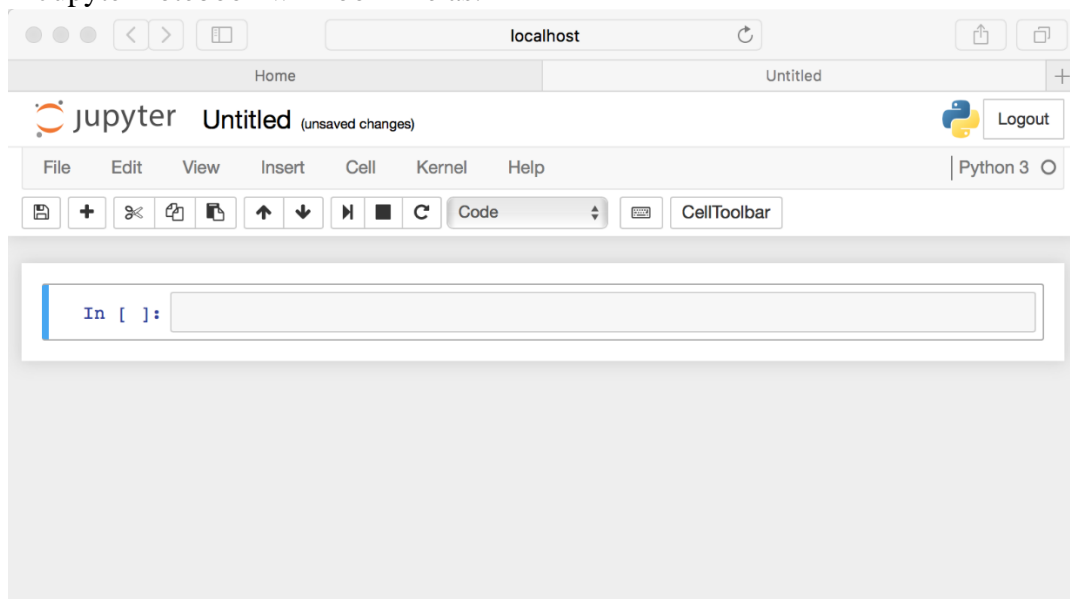 localhost
Home Untitled
jupyter Untitled (unsaved changes) Logout
File Edit View Insert Cell Kernel Help Python 3
Code CellToolbar
In [ ]: